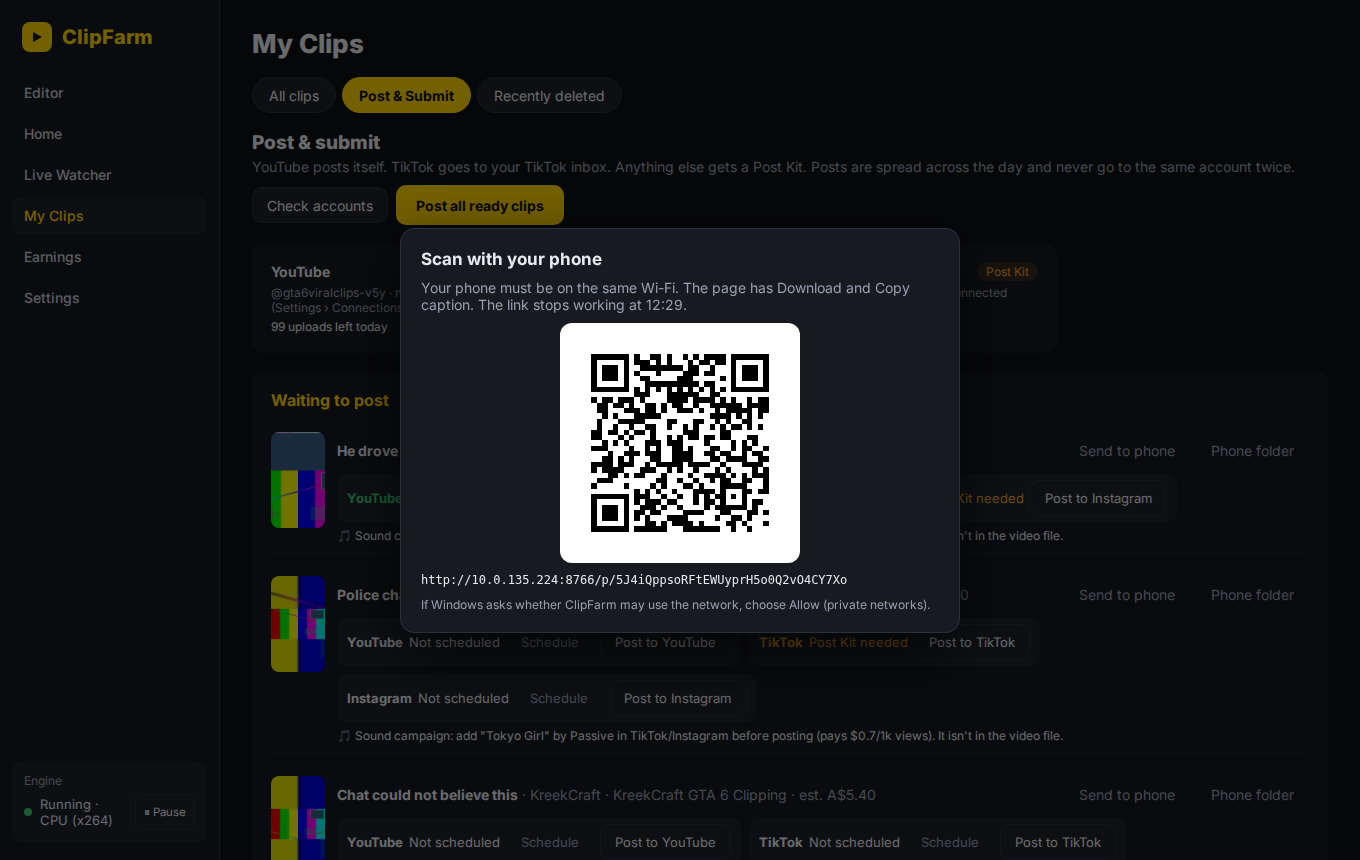 ClipFarm
Editor
Home
Live Watcher
My Clips
Earnings
Settings
Engine
Running ·
CPU (x64)
Pause
My Clips
All clips
Post & Submit
Recently deleted
Post & submit
YouTube posts itself. TikTok goes to your TikTok inbox. Anything else gets a Post Kit. Posts are spread across the day and never go to the same account twice.
Check accounts
Post all ready clips
YouTube
@gta6viralclips-v5y ·
(Settings › Connections
99 uploads left today
Post Kit
Scan with your phone
Your phone must be on the same Wi-Fi. The page has Download and Copy
caption. The link stops working at 12:29.
http://10.0.135.224:8766/p/5J4iQppsoRFtEWUyprH5o0Q2vO4CY7Xo
If Windows asks whether ClipFarm may use the network, choose Allow (private networks).
Waiting to post
He drove
Send to phone
Phone folder
YouTube
Kit needed
Post to Instagram
Sound
isn't in the video file.
Police
Send to phone
Phone folder
YouTube Not scheduled Schedule Post to YouTube
TikTok Post Kit needed Post to TikTok
Instagram Not scheduled Schedule Post to Instagram
Sound campaign: add "Tokyo Girl" by Passive in TikTok/Instagram before posting (pays $0.7/1k views). It isn't in the video file.
Chat could not believe this · KreekCraft · KreekCraft GTA 6 Clipping · est. A$5.40
Send to phone
Phone folder
YouTube Not scheduled Schedule Post to YouTube
TikTok Not scheduled Schedule Post to TikTok